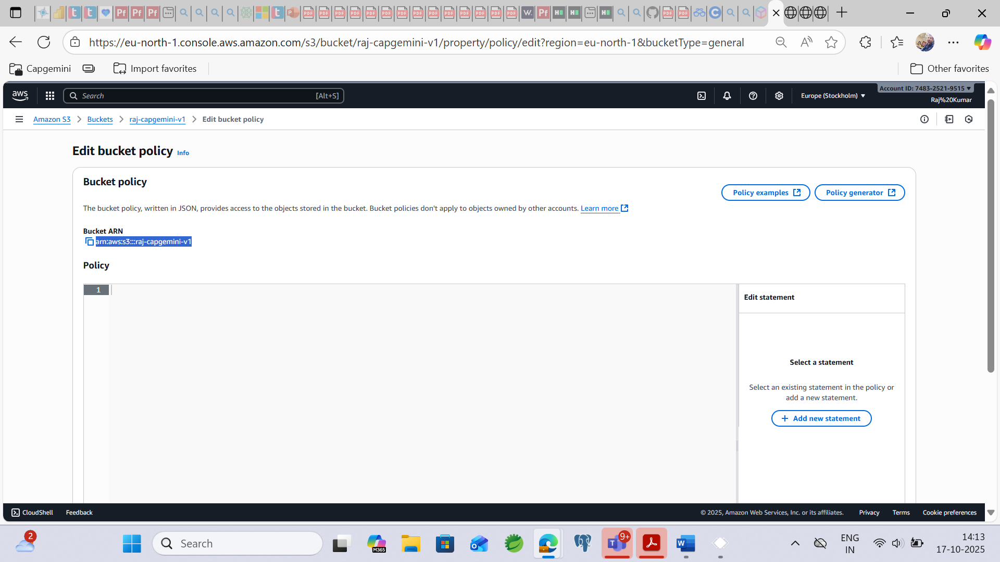 https://eu-north-1.console.aws.amazon.com/s3/bucket/raj-capgemini-v1/property/policy/edit?region=eu-north-1&bucketType=general
Capgemini
Import favorites
Other favorites
aws
Search
[Alt+S]
Europe (Stockholm)
Account ID: 7483-2521-9515
Raj%20Kumar
Amazon S3
Buckets
raj-capgemini-v1
Edit bucket policy
Edit bucket policy Info
Bucket policy
Policy examples
Policy generator
The bucket policy, written in JSON, provides access to the objects stored in the bucket. Bucket policies don't apply to objects owned by other accounts. Learn more
Bucket ARN
arn:aws:s3:::raj-capgemini-v1
Policy
1
Edit statement
Select a statement
Select an existing statement in the policy or
add a new statement.
+ Add new statement
CloudShell
Feedback
© 2025, Amazon Web Services, Inc. or its affiliates.
Privacy
Terms
Cookie preferences
2
Search
M365
9+
ENG
IN
14:13
17-10-2025